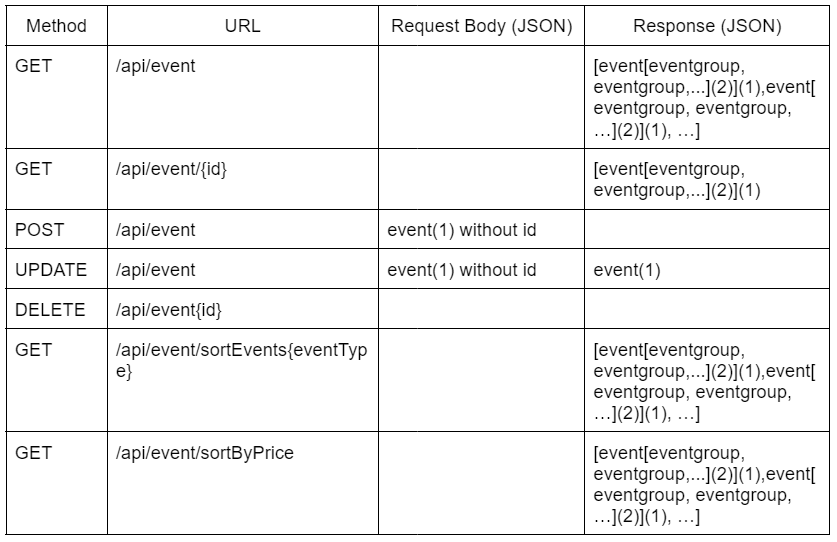 Method URL Request Body (JSON) Response (JSON)
GET /api/event [event[eventgroup,
eventgroup,...](2)](1),event[
eventgroup, eventgroup,
…](2)](1), …]
GET /api/event/{id} [event[eventgroup,
eventgroup,...](2)](1)
POST /api/event event(1) without id
UPDATE /api/event event(1) without id event(1)
DELETE /api/event{id}
GET /api/event/sortEvents{eventTyp [event[eventgroup,
e} eventgroup,...](2)](1),event[
eventgroup, eventgroup,
…](2)](1), …]
GET /api/event/sortByPrice [event[eventgroup,
eventgroup,...](2)](1),event[
eventgroup, eventgroup,
…](2)](1), …]